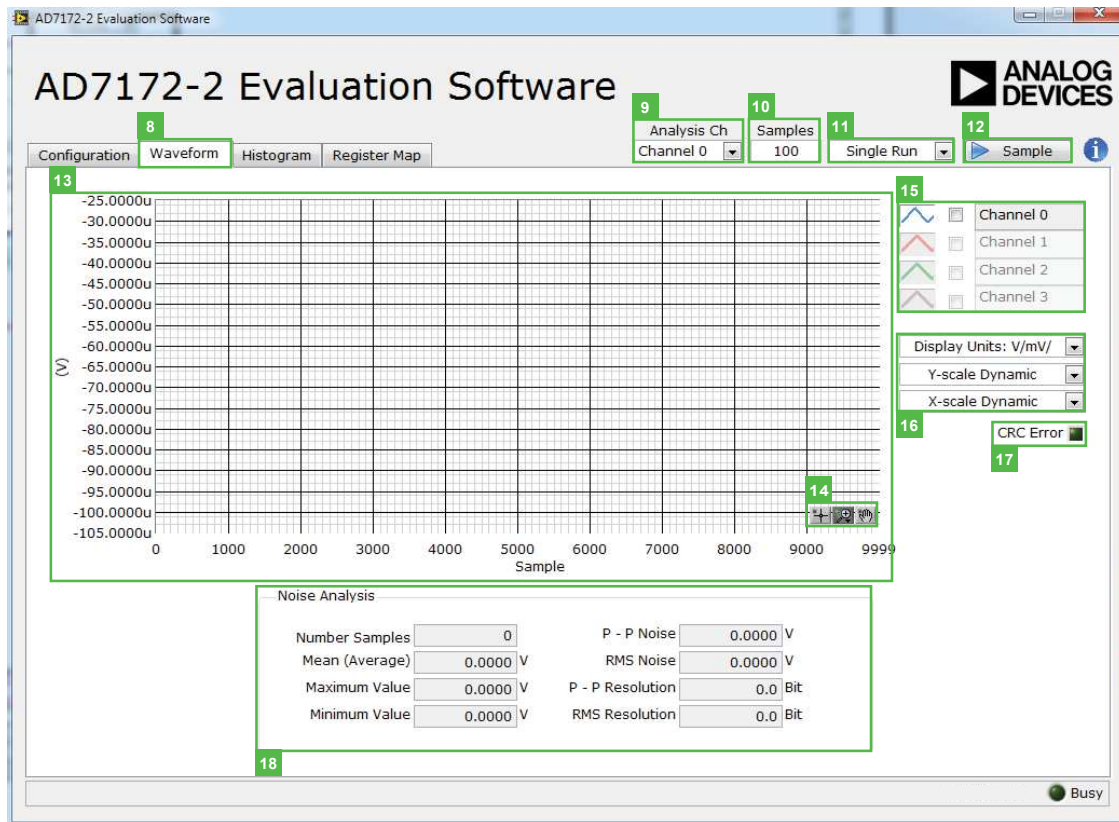 AD7172-2 Evaluation Software
AD7172-2 Evaluation Software
ANALOG
DEVICES
8
9
10
11
12
Analysis Ch
Samples
Configuration Waveform Histogram Register Map
Channel 0 100 Single Run Sample i
13
-25.0000u
-30.0000u
-35.0000u
-40.0000u
-45.0000u
-50.0000u
-55.0000u
-60.0000u
-65.0000u
-70.0000u
-75.0000u
-80.0000u
-85.0000u
-90.0000u
-95.0000u
-100.0000u
-105.0000u
(V)
14
0 1000 2000 3000 4000 5000 6000 7000 8000 9000 9999
Sample
15
Channel 0
Channel 1
Channel 2
Channel 3
Display Units: V/mV/
Y-scale Dynamic
X-scale Dynamic
16
CRC Error
17
Noise Analysis
Number Samples 0
Mean (Average) 0.0000 V
Maximum Value 0.0000 V
Minimum Value 0.0000 V
P - P Noise 0.0000 V
RMS Noise 0.0000 V
P - P Resolution 0.0 Bit
RMS Resolution 0.0 Bit
18
Busy